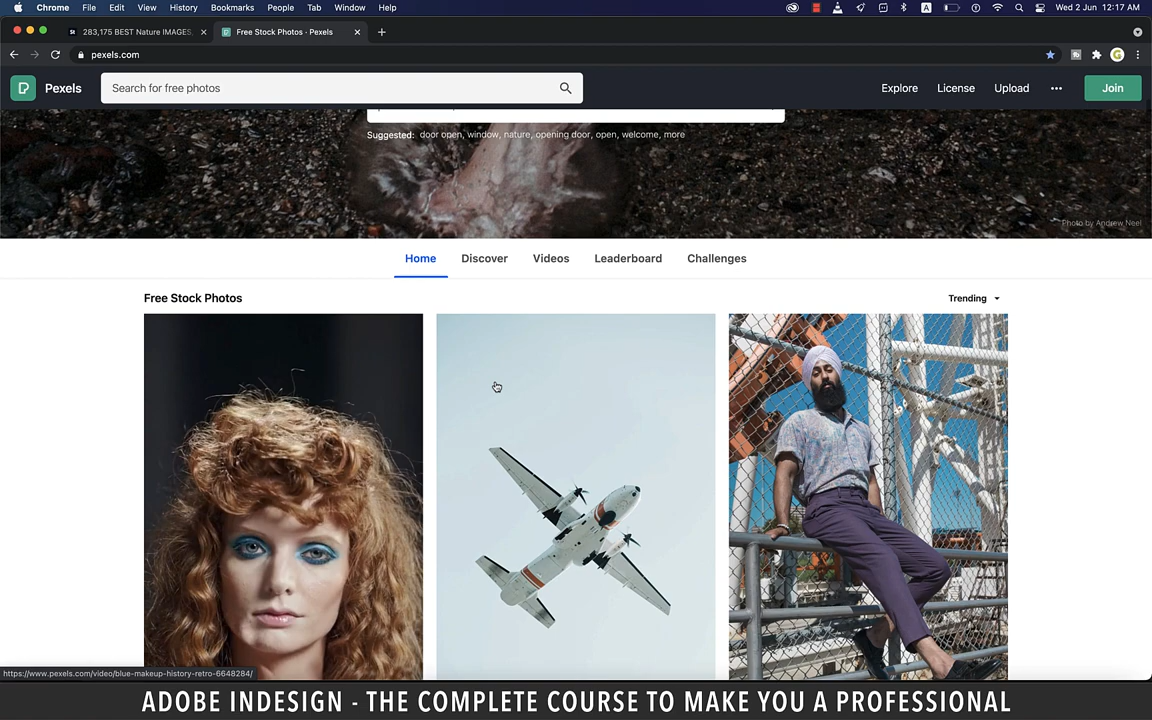 Chrome File Edit View History Bookmarks People Tab Window Help
Wed 2 Jun 12:17 AM
283,175 BEST Nature IMAGES,
Free Stock Photos · Pexels
pexels.com
Pexels
Search for free photos
Explore License Upload Join
Suggested: door open, window, nature, opening door, open, welcome, more
Photo by Andrew Neel
Home Discover Videos Leaderboard Challenges
Free Stock Photos
Trending
https://www.pexels.com/video/blue-makeup-history-retro-6648284/
ADOBE INDESIGN - THE COMPLETE COURSE TO MAKE YOU A PROFESSIONAL